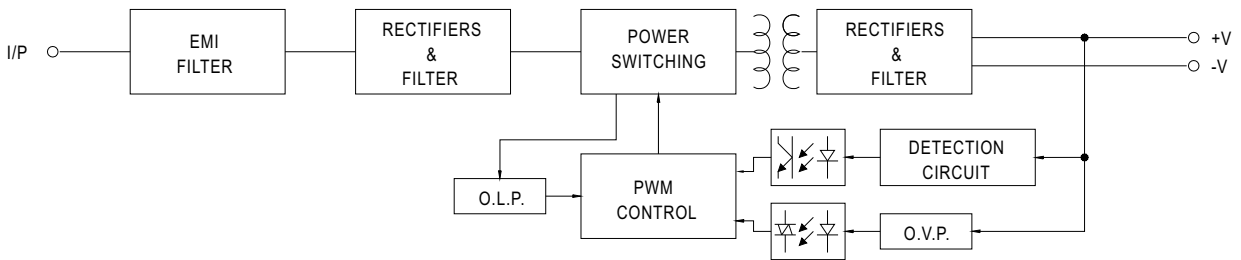 I/P
EMI
FILTER
RECTIFIERS
&
FILTER
POWER
SWITCHING
RECTIFIERS
&
FILTER
+V
-V
O.L.P.
PWM
CONTROL
DETECTION
CIRCUIT
O.V.P.